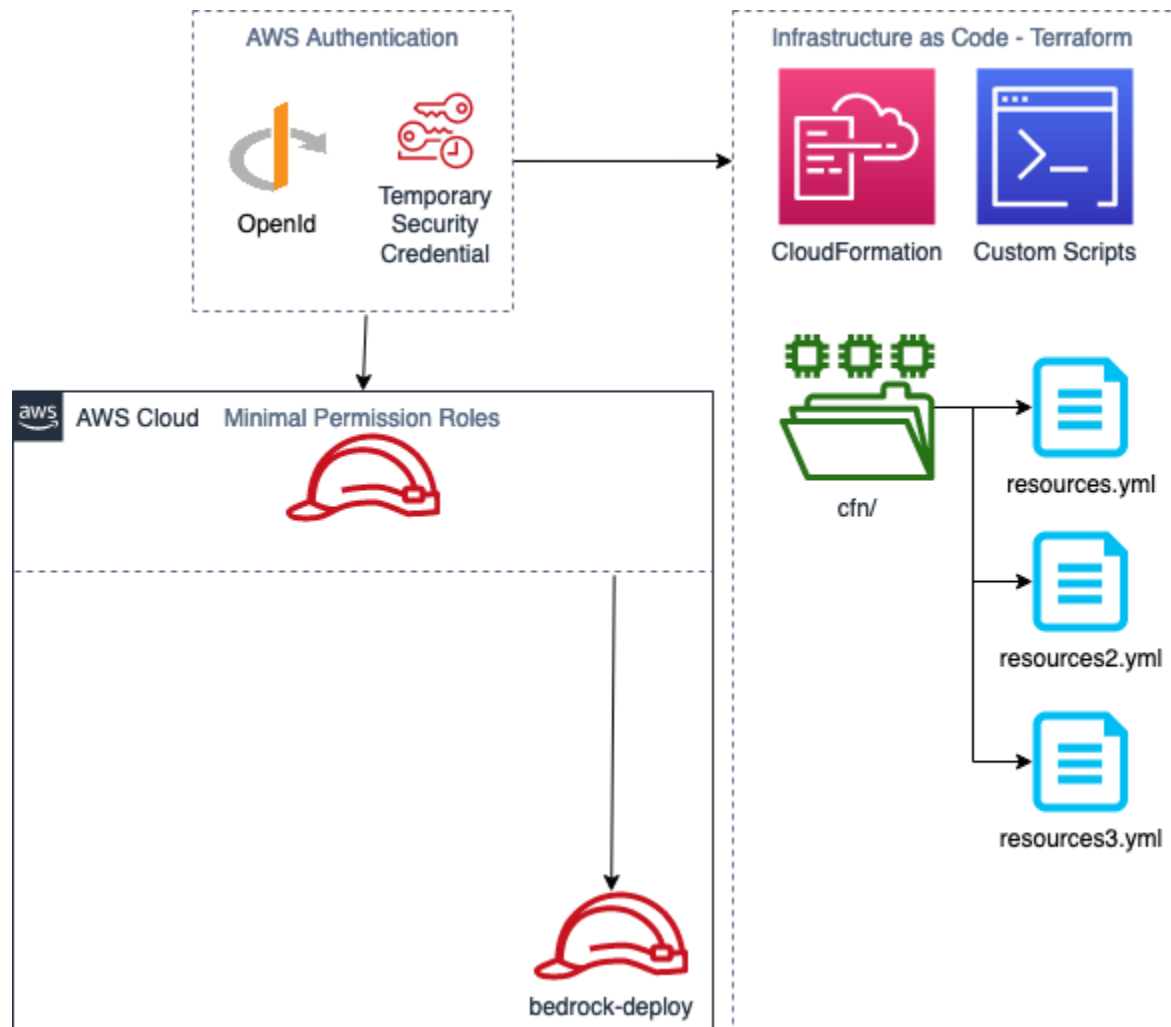 AWS Authentication
OpenId
Temporary
Security
Credential
Infrastructure as Code - Terraform
CloudFormation
Custom Scripts
cfn/
resources.yml
resources2.yml
resources3.yml
aws
AWS Cloud
Minimal Permission Roles
bedrock-deploy